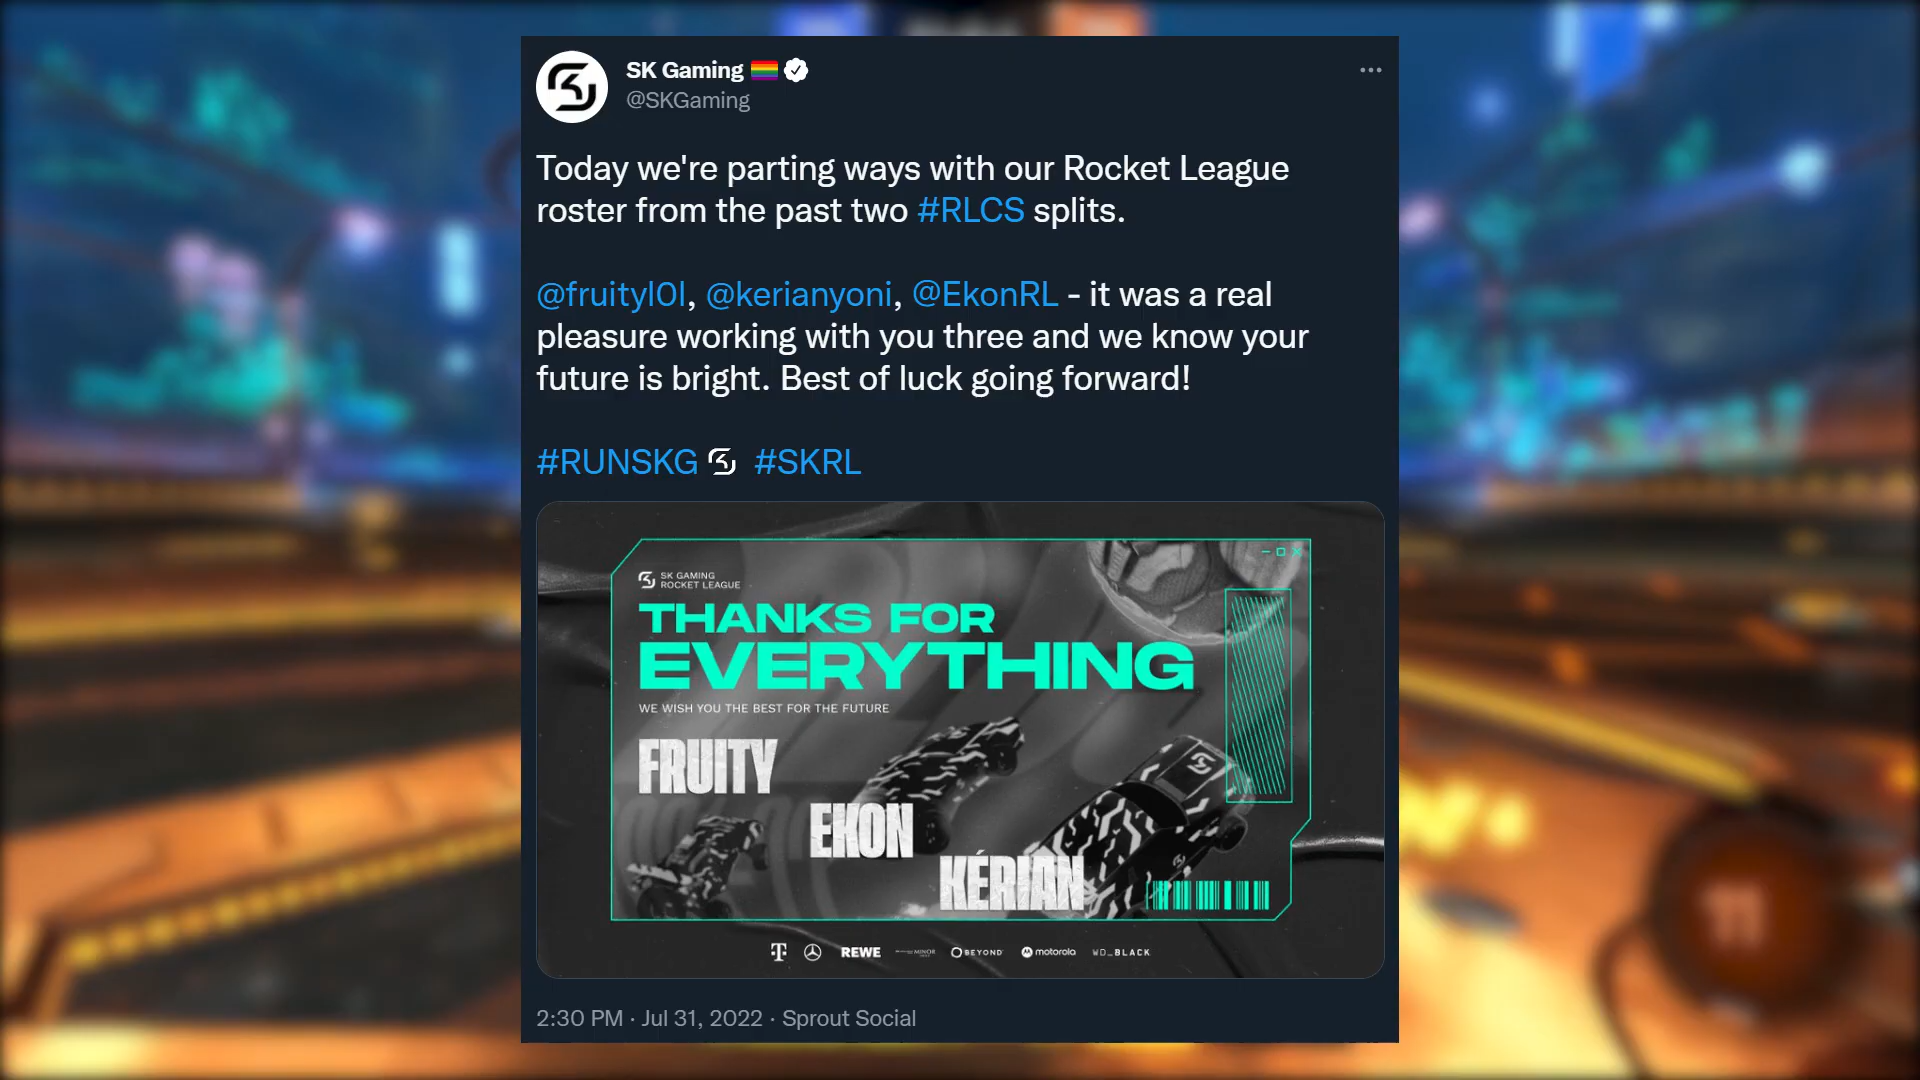 SK Gaming
@SKGaming
Today we're parting ways with our Rocket League
roster from the past two #RLCS splits.
@fruityl0l, @kerianyoni, @EkonRL - it was a real
pleasure working with you three and we know your
future is bright. Best of luck going forward!
#RUNSKG #SKRL
SK GAMING
ROCKET LEAGUE
THANKS FOR
EVERYTHING
WE WISH YOU THE BEST FOR THE FUTURE
FRUITY
EKON
KÉRIAN
T REWE MINOR BEYOND motorola WD_BLACK
2:30 PM · Jul 31, 2022 · Sprout Social
11